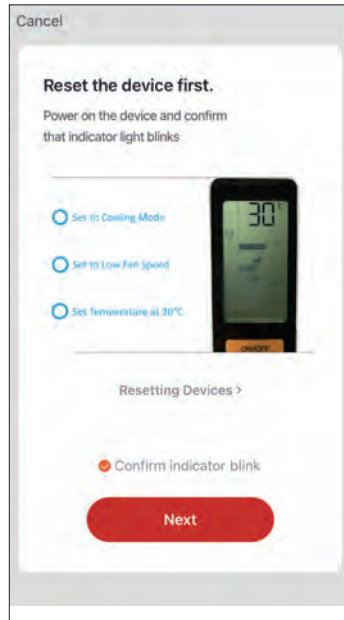 Cancel
Reset the device first.
Power on the device and confirm
that indicator light blinks
Set to Cooling Mode
30°c
Set to Low Fan Speed
Set Temperature at 30°C
ON/OFF
Resetting Devices >
Confirm indicator blink
Next